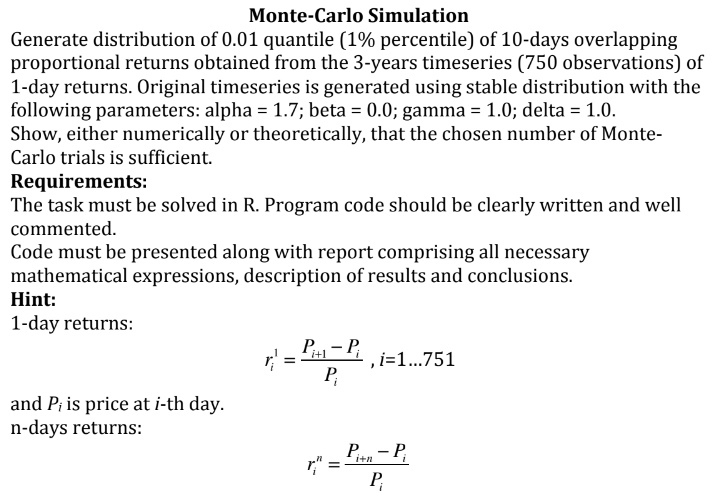 Monte-Carlo Simulation
Generate distribution of 0.01 quantile (1% percentile) of 10-days overlapping
proportional returns obtained from the 3-years timeseries (750 observations) of
1-day returns. Original timeseries is generated using stable distribution with the
following parameters: alpha = 1.7; beta = 0.0; gamma = 1.0; delta = 1.0.
Show, either numerically or theoretically, that the chosen number of Monte-
Carlo trials is sufficient.
Requirements:
The task must be solved in R. Program code should be clearly written and well
commented.
Code must be presented along with report comprising all necessary
mathematical expressions, description of results and conclusions.
Hint:
1-day returns:
r_i^1 = (P_{i+1} − P_i) / P_i , i=1...751
and P_i is price at i-th day.
n-days returns:
r_i^n = (P_{i+n} − P_i) / P_i